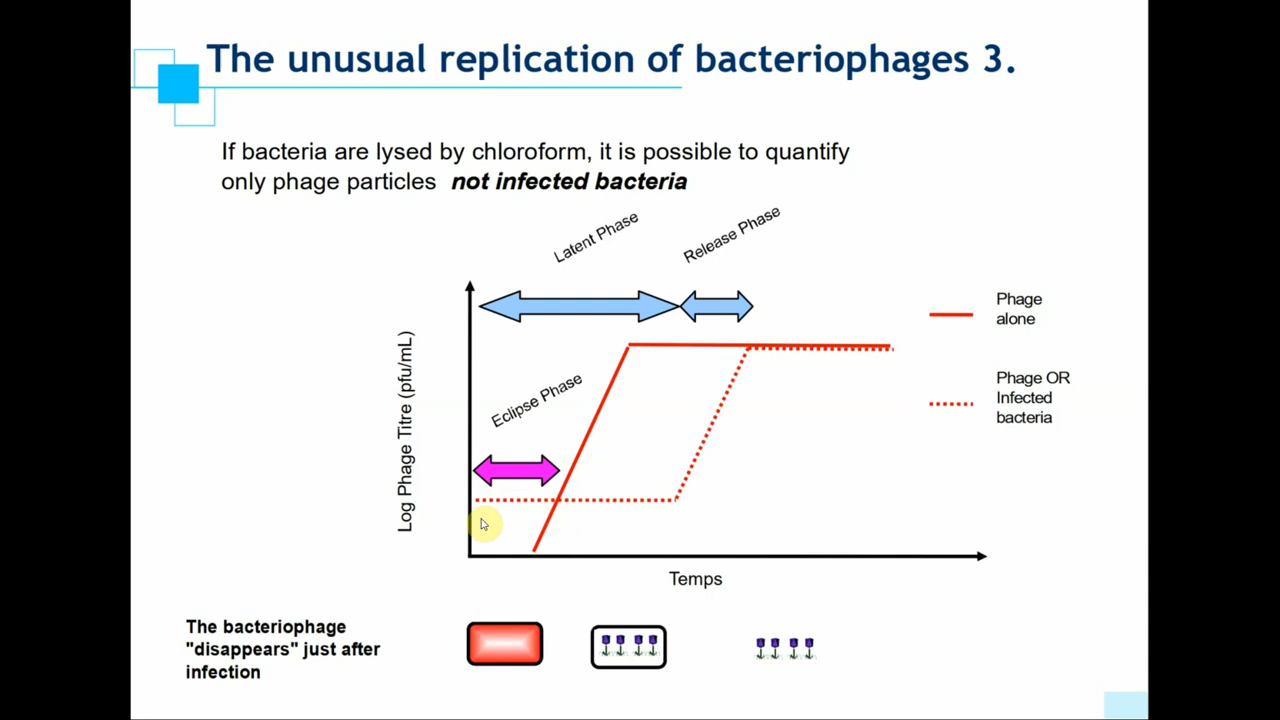 The unusual replication of bacteriophages 3.
If bacteria are lysed by chloroform, it is possible to quantify
only phage particles not infected bacteria
Latent Phase
Release Phase
Phage
alone
Eclipse Phase
Phage OR
Infected
bacteria
Log Phage Titre (pfu/mL)
Temps
The bacteriophage
"disappears" just after
infection